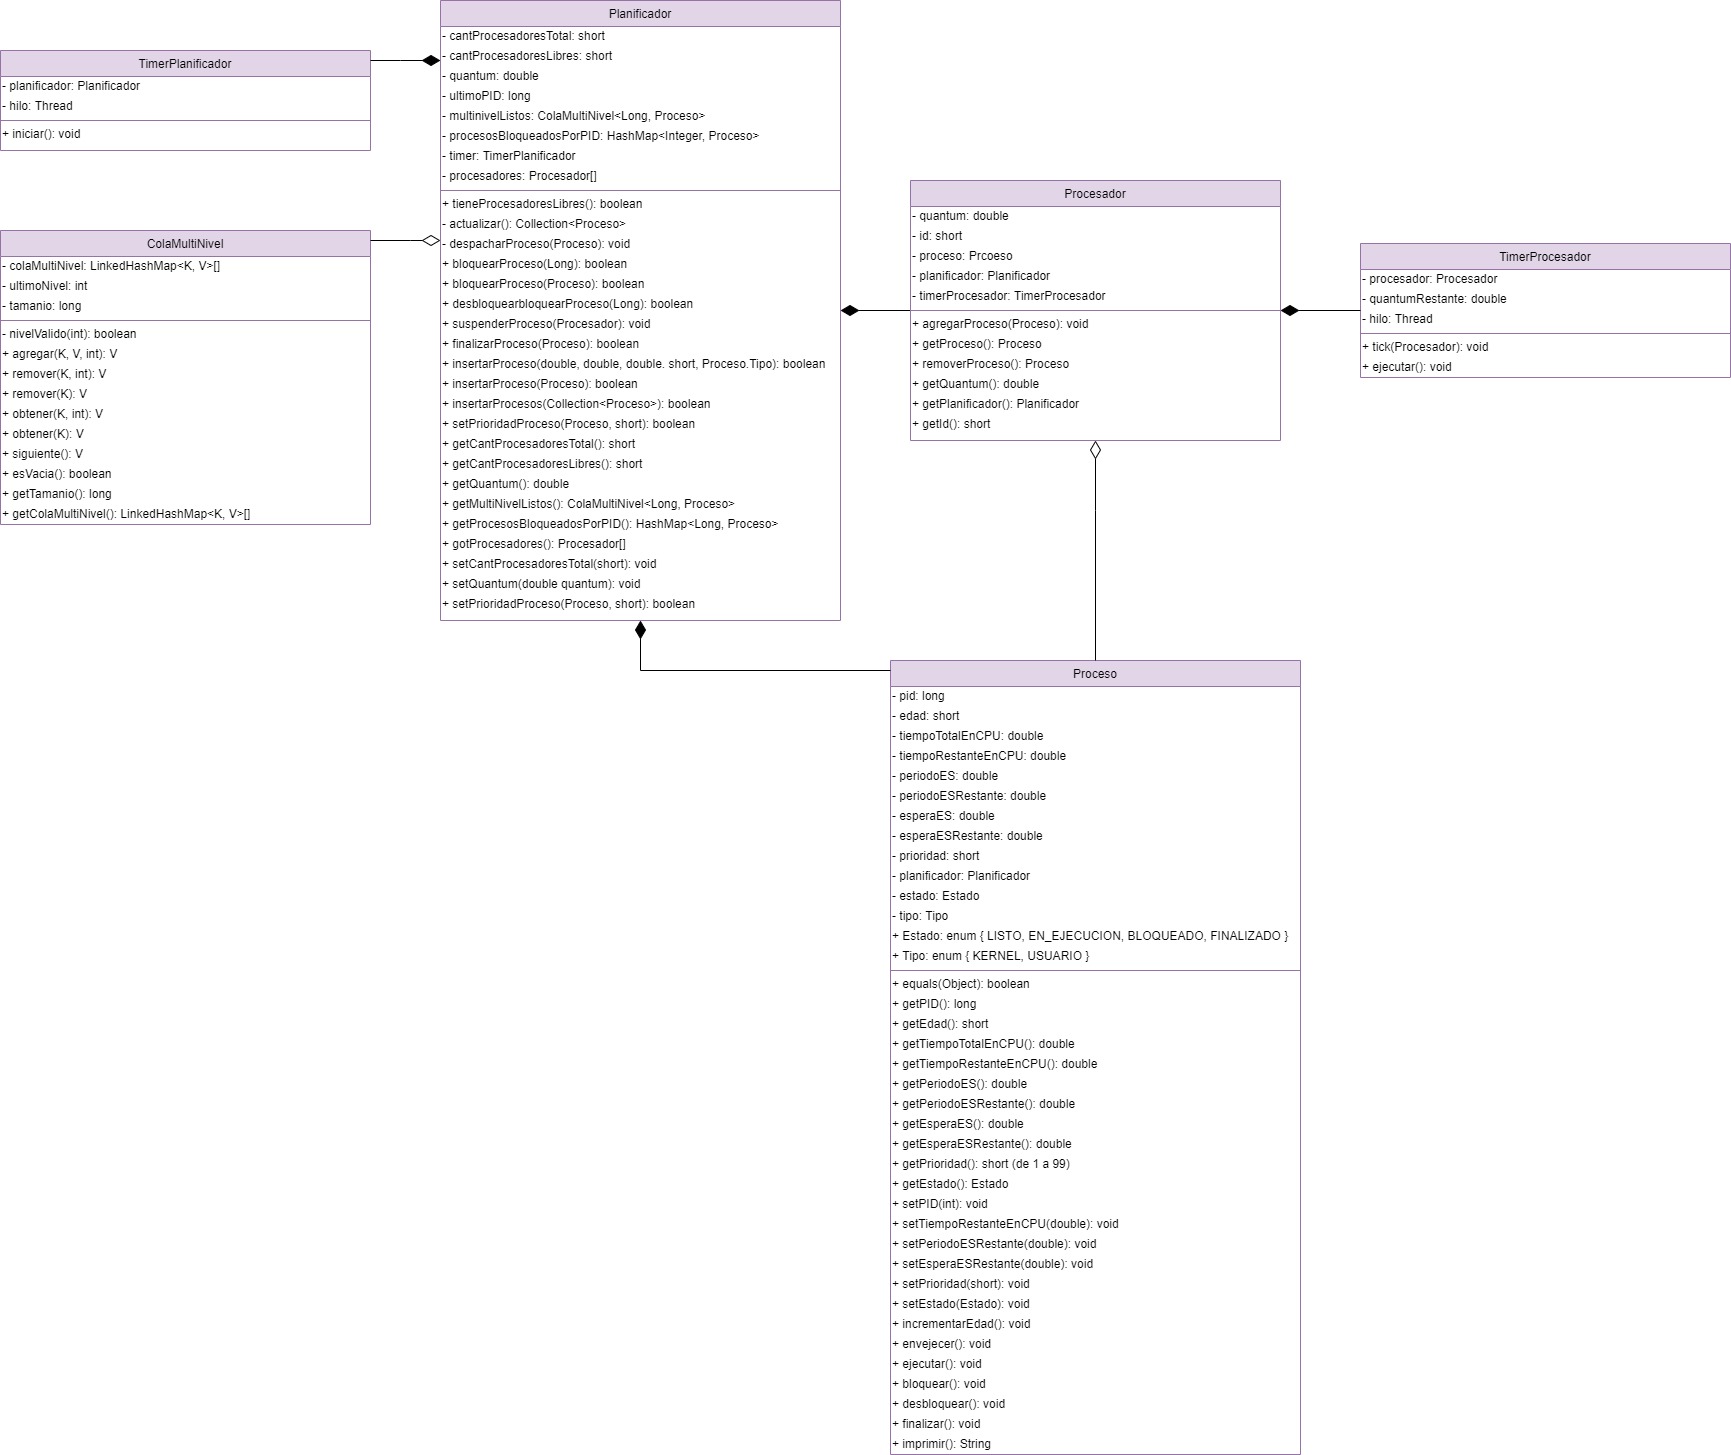 Planificador
- cantProcesadoresTotal: short
- cantProcesadoresLibres: short
- quantum: double
- ultimoPID: long
- multinivelListos: ColaMultiNivel<Long, Proceso>
- procesosBloqueadosPorPID: HashMap<Integer, Proceso>
- timer: TimerPlanificador
- procesadores: Procesador[]
+ tieneProcesadoresLibres(): boolean
- actualizar(): Collection<Proceso>
- despacharProceso(Proceso): void
+ bloquearProceso(Long): boolean
+ bloquearProceso(Proceso): boolean
+ desbloquearbloquearProceso(Long): boolean
+ suspenderProceso(Procesador): void
+ finalizarProceso(Proceso): boolean
+ insertarProceso(double, double, double. short, Proceso.Tipo): boolean
+ insertarProceso(Proceso): boolean
+ insertarProcesos(Collection<Proceso>): boolean
+ setPrioridadProceso(Proceso, short): boolean
+ getCantProcesadoresTotal(): short
+ getCantProcesadoresLibres(): short
+ getQuantum(): double
+ getMultiNivelListos(): ColaMultiNivel<Long, Proceso>
+ getProcesosBloqueadosPorPID(): HashMap<Long, Proceso>
+ gotProcesadores(): Procesador[]
+ setCantProcesadoresTotal(short): void
+ setQuantum(double quantum): void
+ setPrioridadProceso(Proceso, short): boolean
TimerPlanificador
- planificador: Planificador
- hilo: Thread
+ iniciar(): void
ColaMultiNivel
- colaMultiNivel: LinkedHashMap<K, V>[]
- ultimoNivel: int
- tamanio: long
- nivelValido(int): boolean
+ agregar(K, V, int): V
+ remover(K, int): V
+ remover(K): V
+ obtener(K, int): V
+ obtener(K): V
+ siguiente(): V
+ esVacia(): boolean
+ getTamanio(): long
+ getColaMultiNivel(): LinkedHashMap<K, V>[]
Procesador
- quantum: double
- id: short
- proceso: Prcoeso
- planificador: Planificador
- timerProcesador: TimerProcesador
+ agregarProceso(Proceso): void
+ getProceso(): Proceso
+ removerProceso(): Proceso
+ getQuantum(): double
+ getPlanificador(): Planificador
+ getId(): short
TimerProcesador
- procesador: Procesador
- quantumRestante: double
- hilo: Thread
+ tick(Procesador): void
+ ejecutar(): void
Proceso
- pid: long
- edad: short
- tiempoTotalEnCPU: double
- tiempoRestanteEnCPU: double
- periodoES: double
- periodoESRestante: double
- esperaES: double
- esperaESRestante: double
- prioridad: short
- planificador: Planificador
- estado: Estado
- tipo: Tipo
+ Estado: enum { LISTO, EN_EJECUCION, BLOQUEADO, FINALIZADO }
+ Tipo: enum { KERNEL, USUARIO }
+ equals(Object): boolean
+ getPID(): long
+ getEdad(): short
+ getTiempoTotalEnCPU(): double
+ getTiempoRestanteEnCPU(): double
+ getPeriodoES(): double
+ getPeriodoESRestante(): double
+ getEsperaES(): double
+ getEsperaESRestante(): double
+ getPrioridad(): short (de 1 a 99)
+ getEstado(): Estado
+ setPID(int): void
+ setTiempoRestanteEnCPU(double): void
+ setPeriodoESRestante(double): void
+ setEsperaESRestante(double): void
+ setPrioridad(short): void
+ setEstado(Estado): void
+ incrementarEdad(): void
+ envejecer(): void
+ ejecutar(): void
+ bloquear(): void
+ desbloquear(): void
+ finalizar(): void
+ imprimir(): String